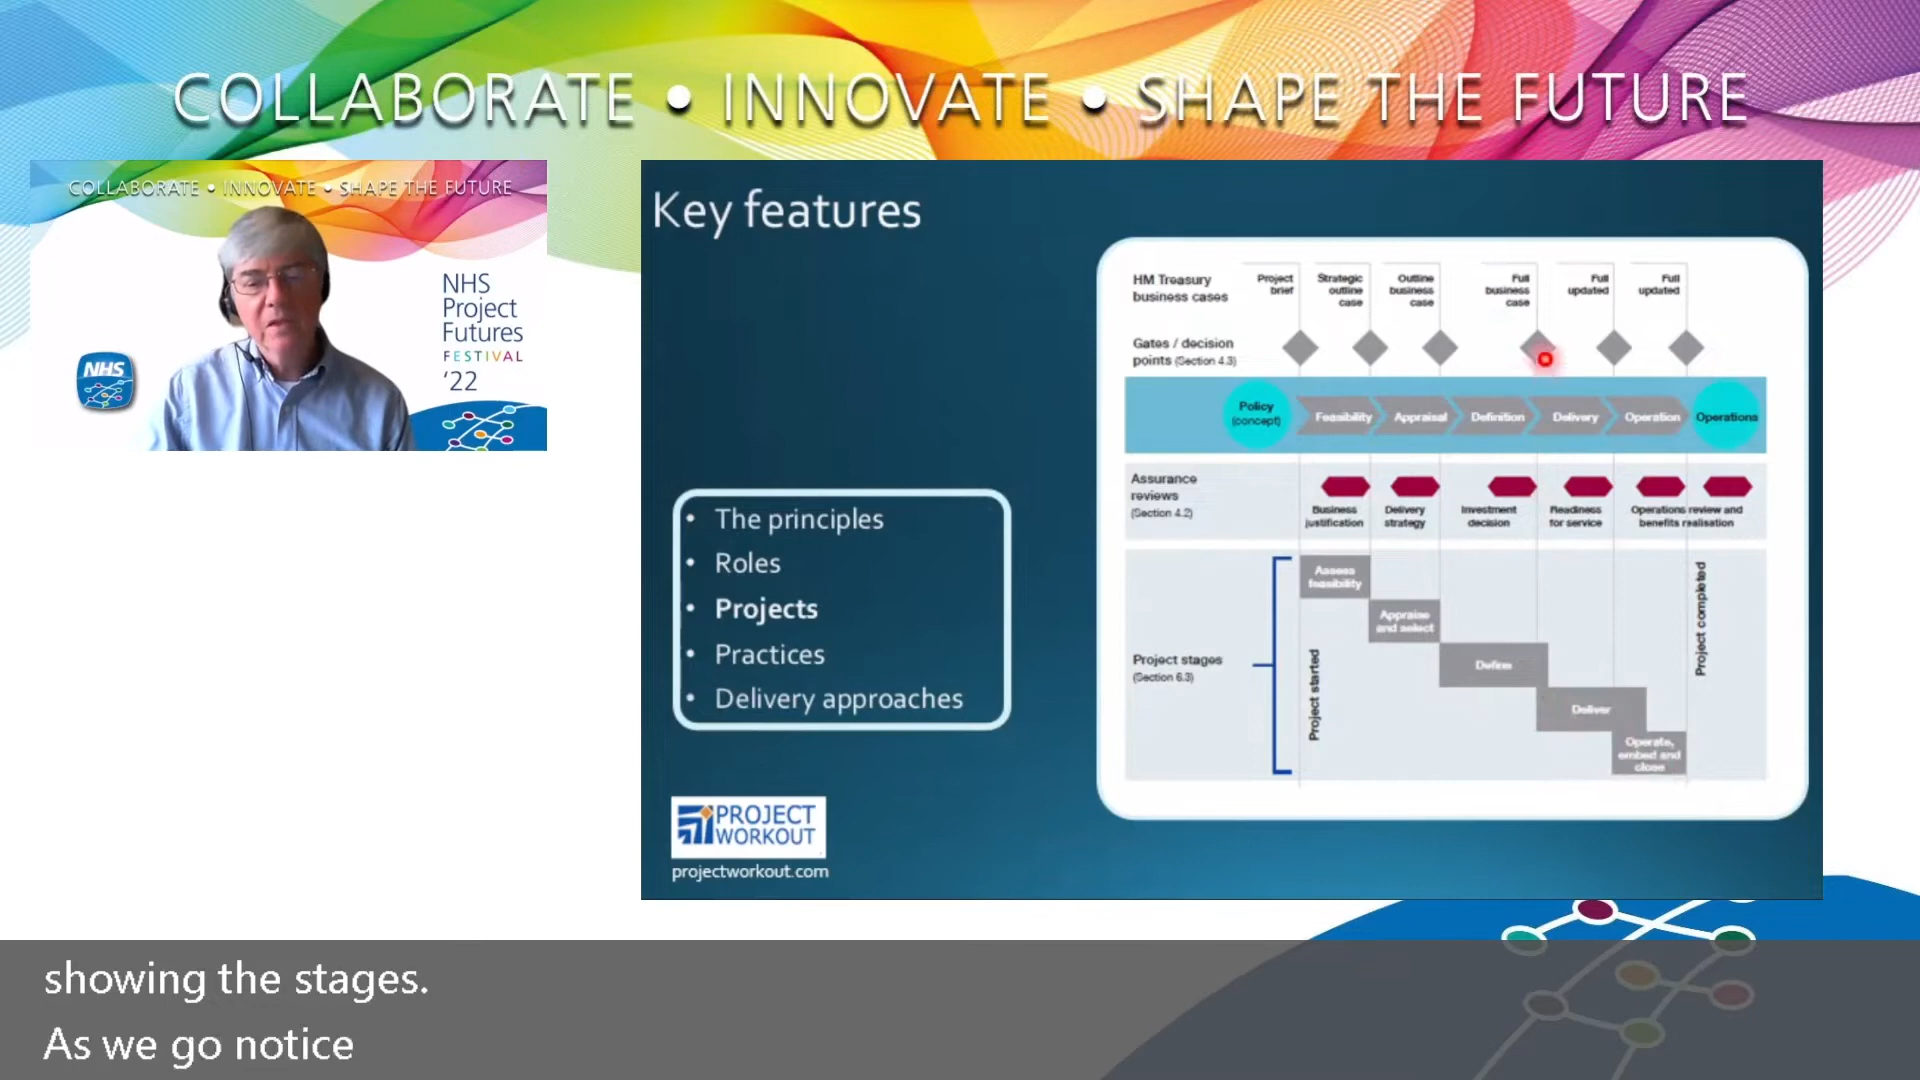 COLLABORATE • INNOVATE • SHAPE THE FUTURE
COLLABORATE • INNOVATE • SHAPE THE FUTURE
NHS
Project
Futures
FESTIVAL
'22
NHS
Key features
• The principles
• Roles
• Projects
• Practices
• Delivery approaches
PROJECT
WORKOUT
projectworkout.com
HM Treasury
business cases
Project
brief
Strategic
outline
case
Outline
business
case
Full
business
case
Full
updated
Full
updated
Gates / decision
points (Section 4.3)
Policy
(concept)
Feasibility
Appraisal
Definition
Delivery
Operation
Operations
Assurance
reviews
(Section 4.2)
Business
justification
Delivery
strategy
Investment
decision
Readiness
for service
Operations review and
benefits realisation
Project stages
(Section 6.3)
Project started
Assess
feasibility
Appraise
and select
Define
Deliver
Operate,
embed and
close
Project completed
showing the stages.
As we go notice